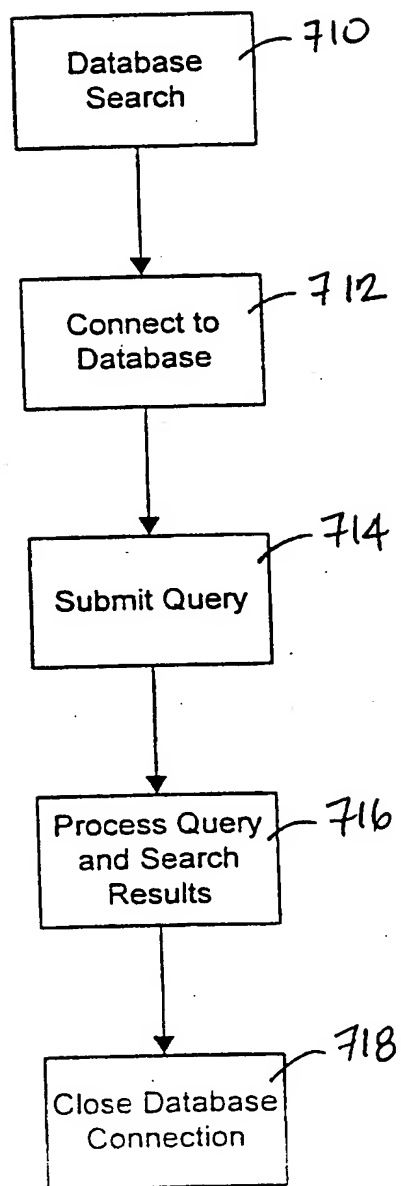 Database
Search
710
Connect to
Database
712
Submit Query
714
Process Query
and Search
Results
716
Close Database
Connection
718